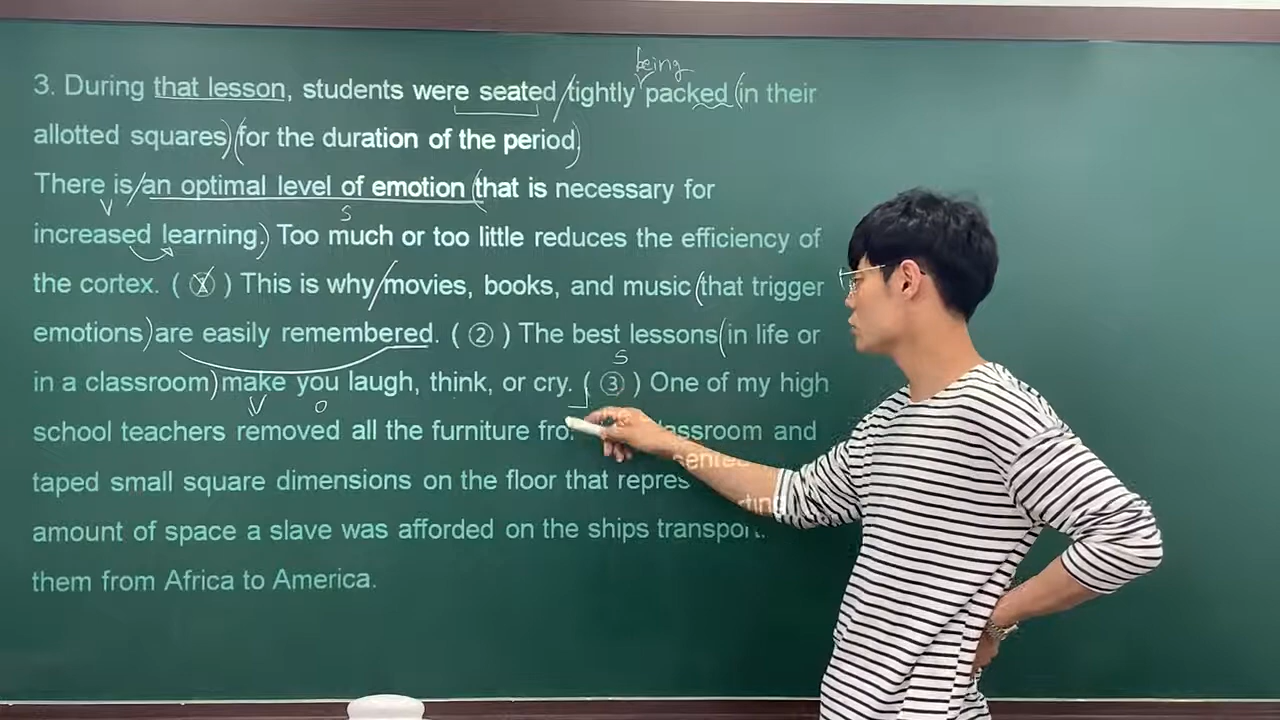 being
3. During that lesson, students were seated tightly packed in their
allotted squares for the duration of the period.
There is an optimal level of emotion that is necessary for
V
S
increased learning. Too much or too little reduces the efficiency of
the cortex. ( ① ) This is why movies, books, and music that trigger
emotions are easily remembered. ( ② ) The best lessons in life or
S
in a classroom make you laugh, think, or cry. ( ③ ) One of my high
V O
school teachers removed all the furniture classroom and
taped small square dimensions on the floor that represented
amount of space a slave was afforded on the ships transporting
them from Africa to America.